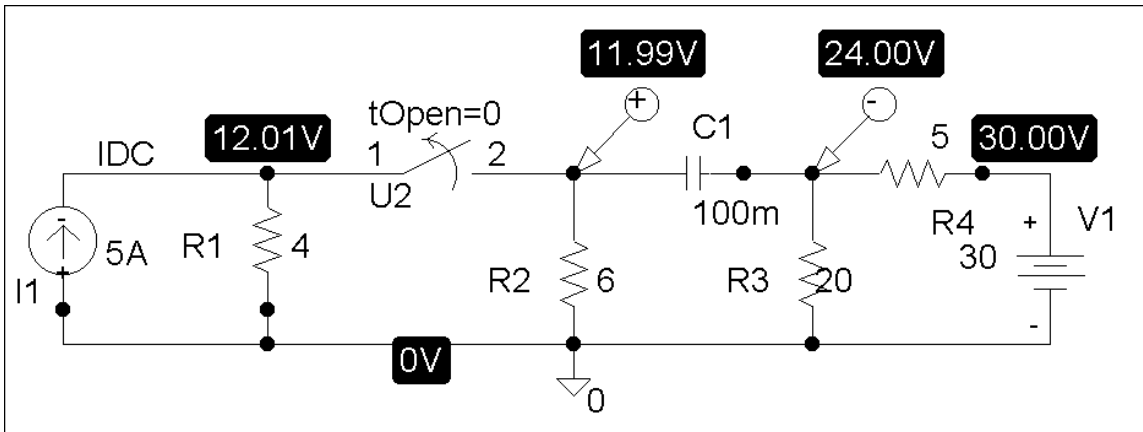 11.99V
24.00V
tOpen=0
C1
5
12.01V
30.00V
IDC
1
2
U2
100m
R4
30
V1
5A
R1
4
I1
R2
6
R3
20
0V
0
+
-
-
+
+
-